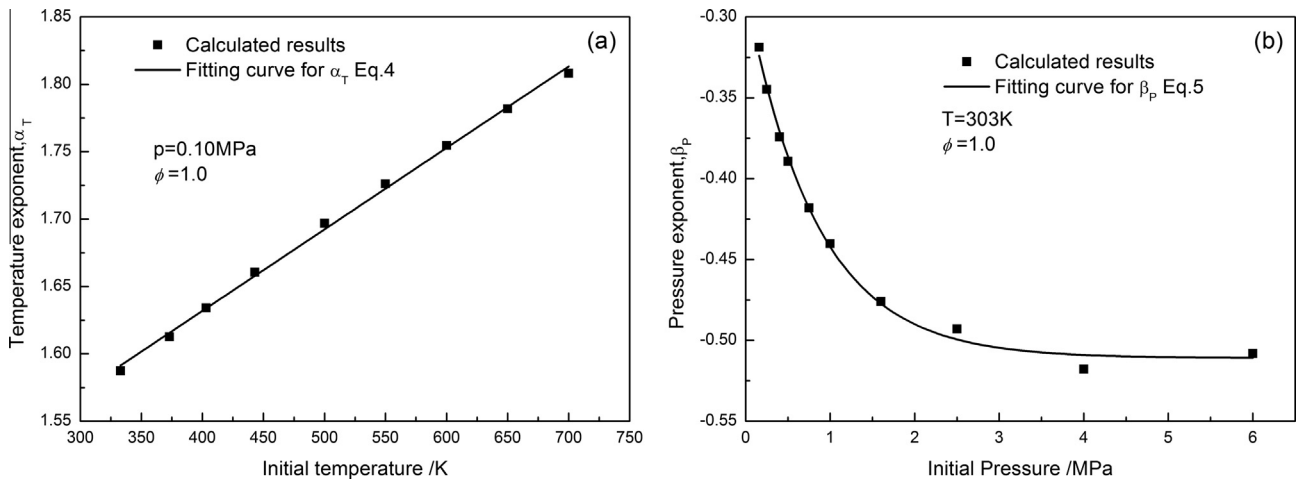 1.85
1.80
1.75
1.70
1.65
1.60
1.55
Temperature exponent,α_T
Calculated results
Fitting curve for α_T Eq.4
(a)
p=0.10MPa
ϕ=1.0
300 350 400 450 500 550 600 650 700 750
Initial temperature /K
-0.30
-0.35
-0.40
-0.45
-0.50
-0.55
Pressure exponent,β_P
Calculated results
Fitting curve for β_P Eq.5
(b)
T=303K
ϕ=1.0
0 1 2 3 4 5 6
Initial Pressure /MPa